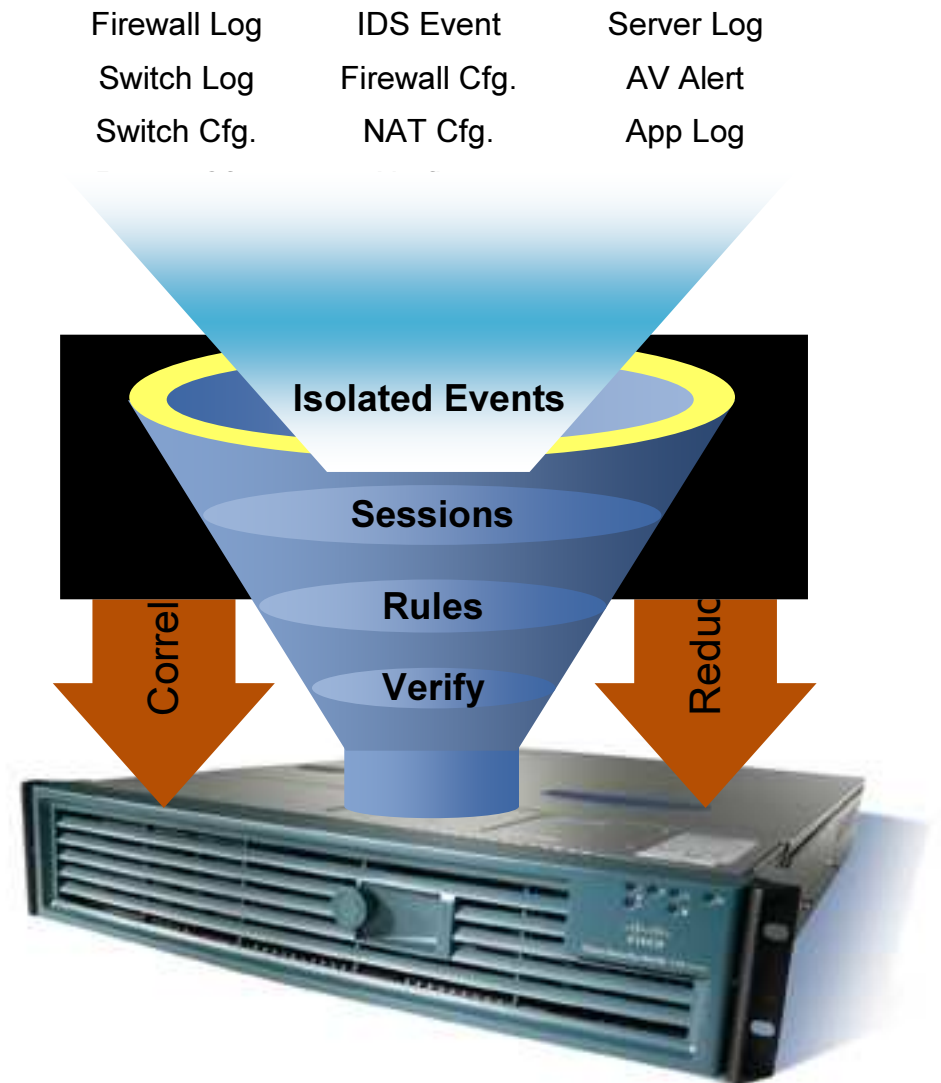 Firewall Log IDS Event Server Log
Switch Log Firewall Cfg. AV Alert
Switch Cfg. NAT Cfg. App Log
Isolated Events
Sessions
Rules
Verify
Correl
Reduc